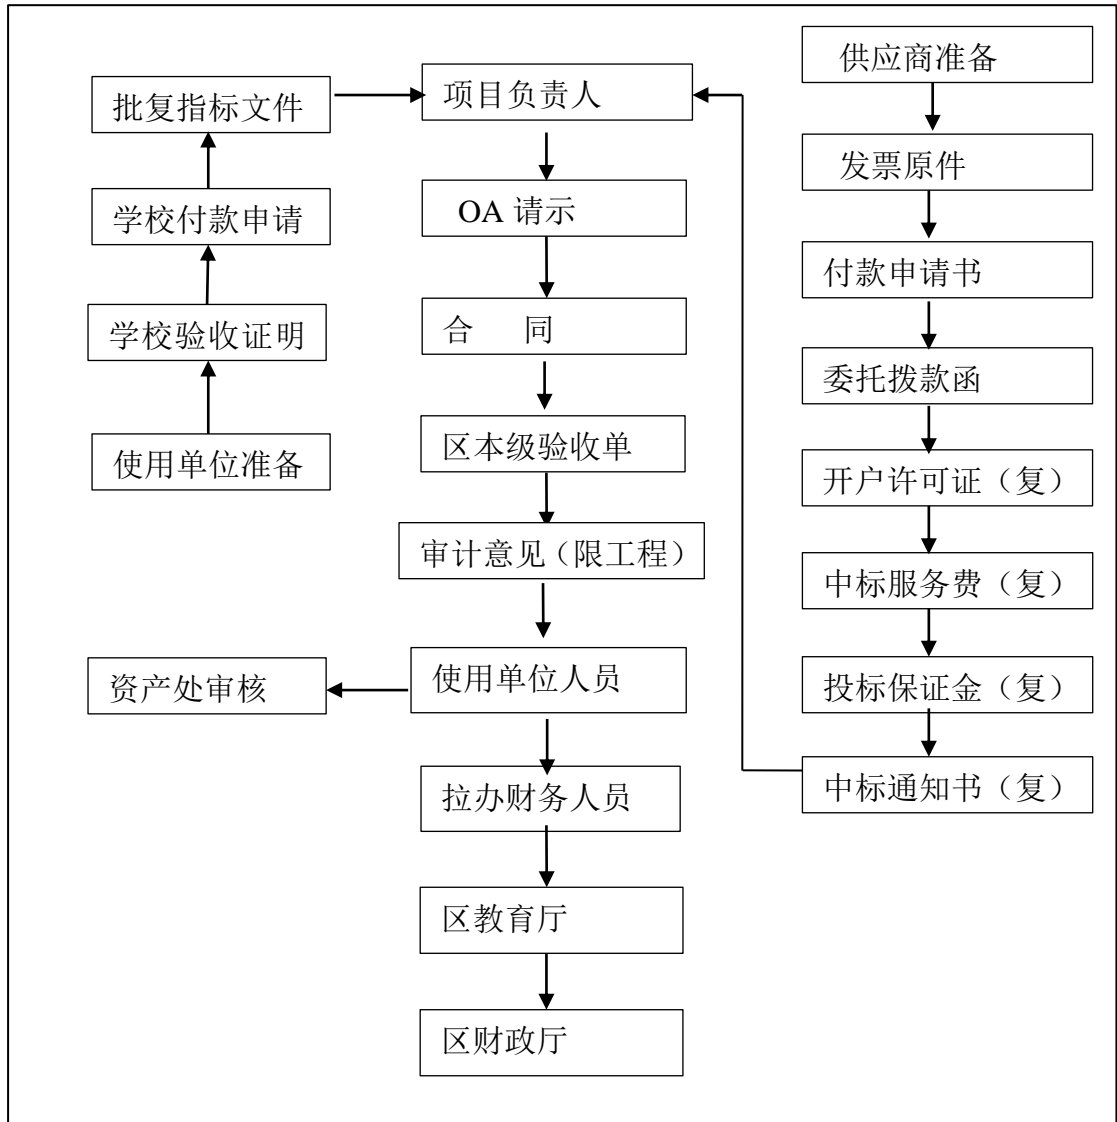 供应商准备
批复指标文件
项目负责人
发票原件
学校付款申请
OA 请示
付款申请书
学校验收证明
合 同
委托拨款函
使用单位准备
区本级验收单
开户许可证（复）
审计意见（限工程）
中标服务费（复）
资产处审核
使用单位人员
投标保证金（复）
拉办财务人员
中标通知书（复）
区教育厅
区财政厅